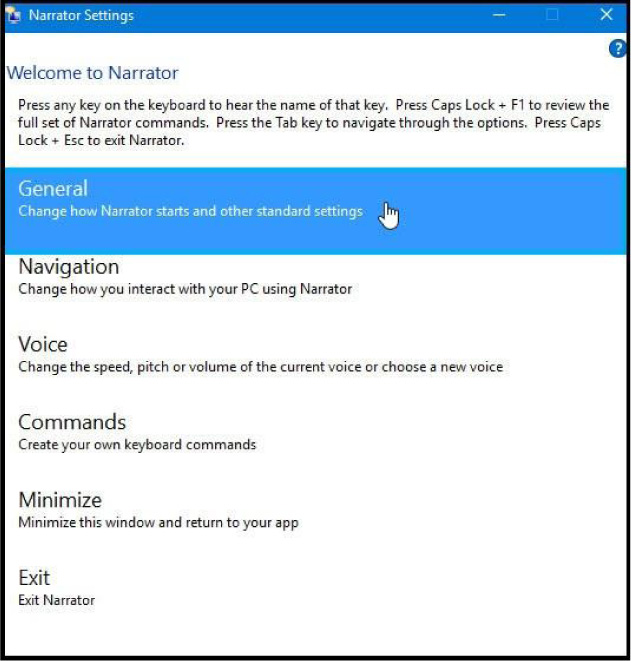 Narrator Settings
?
Welcome to Narrator
Press any key on the keyboard to hear the name of that key.  Press Caps Lock + F1 to review the
full set of Narrator commands.  Press the Tab key to navigate through the options.  Press Caps
Lock + Esc to exit Narrator.
General
Change how Narrator starts and other standard settings
Navigation
Change how you interact with your PC using Narrator
Voice
Change the speed, pitch or volume of the current voice or choose a new voice
Commands
Create your own keyboard commands
Minimize
Minimize this window and return to your app
Exit
Exit Narrator